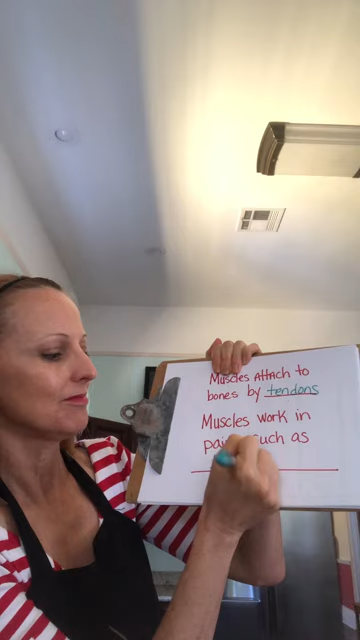 Muscles Attach to
bones by tendons
Muscles work in
such as